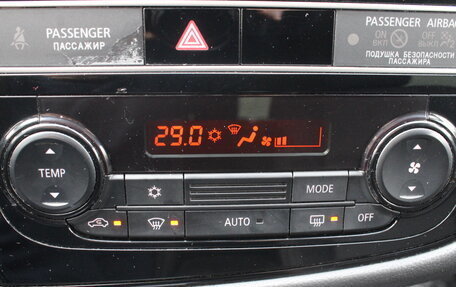 PASSENGER
ПАССАЖИР
PASSENGER AIRBAG
ON OFF
ВКЛ ВЫКЛ
ПОДУШКА БЕЗОПАСНОСТИ
ПАССАЖИРА
29.0
TEMP
MODE
AUTO
OFF